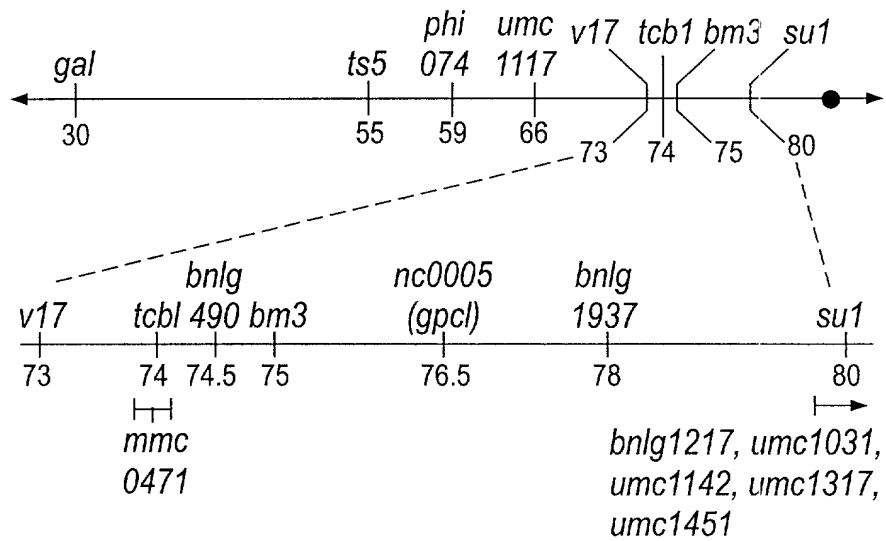 gal ts5 phi 074 umc 1117 v17 tcb1 bm3 su1
30 55 59 66 73 74 75 80
v17 tcbl bnlg 490 bm3 nc0005 (gpcl) bnlg 1937 su1
73 74 74.5 75 76.5 78 80
mmc 0471
bnlg1217, umc1031,
umc1142, umc1317,
umc1451